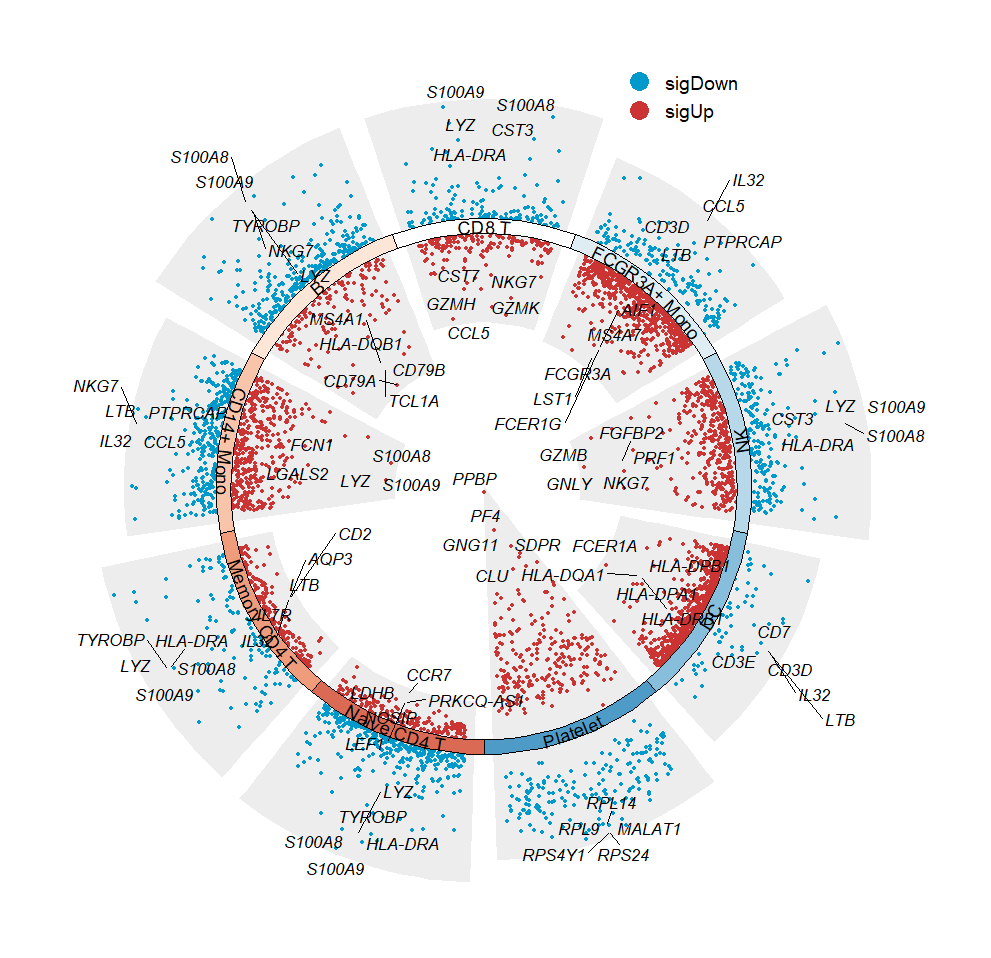 sigDown
sigUp
S100A9
S100A8
LYZ
CST3
HLA-DRA
CD8 T
CST7
NKG7
GZMH
GZMK
CCL5
IL32
CCL5
CD3D
PTPRCAP
LTB
FCGR3A+ Mono
AIF1
MS4A7
FCGR3A
LST1
FCER1G
LYZ
S100A9
CST3
S100A8
HLA-DRA
NK
FGFBP2
GZMB
PRF1
GNLY
NKG7
FCER1A
HLA-DPB1
HLA-DQA1
HLA-DPA1
HLA-DRB1
DC
CD7
CD3E
CD3D
IL32
LTB
PPBP
PF4
GNG11
SDPR
CLU
Platelet
RPL14
RPL9
MALAT1
RPS4Y1
RPS24
CCR7
LDHB
PRKCQ-AS1
NOSIP
Naive CD4 T
LEF1
LYZ
TYROBP
S100A8
HLA-DRA
S100A9
CD2
AQP3
LTB
IL7R
IL32
Memory CD4 T
TYROBP
HLA-DRA
LYZ
S100A8
S100A9
NKG7
LTB
PTPRCAP
IL32
CCL5
CD14+ Mono
FCN1
S100A8
LGALS2
LYZ
S100A9
S100A8
S100A9
TYROBP
NKG7
LYZ
B
MS4A1
HLA-DQB1
CD79B
CD79A
TCL1A